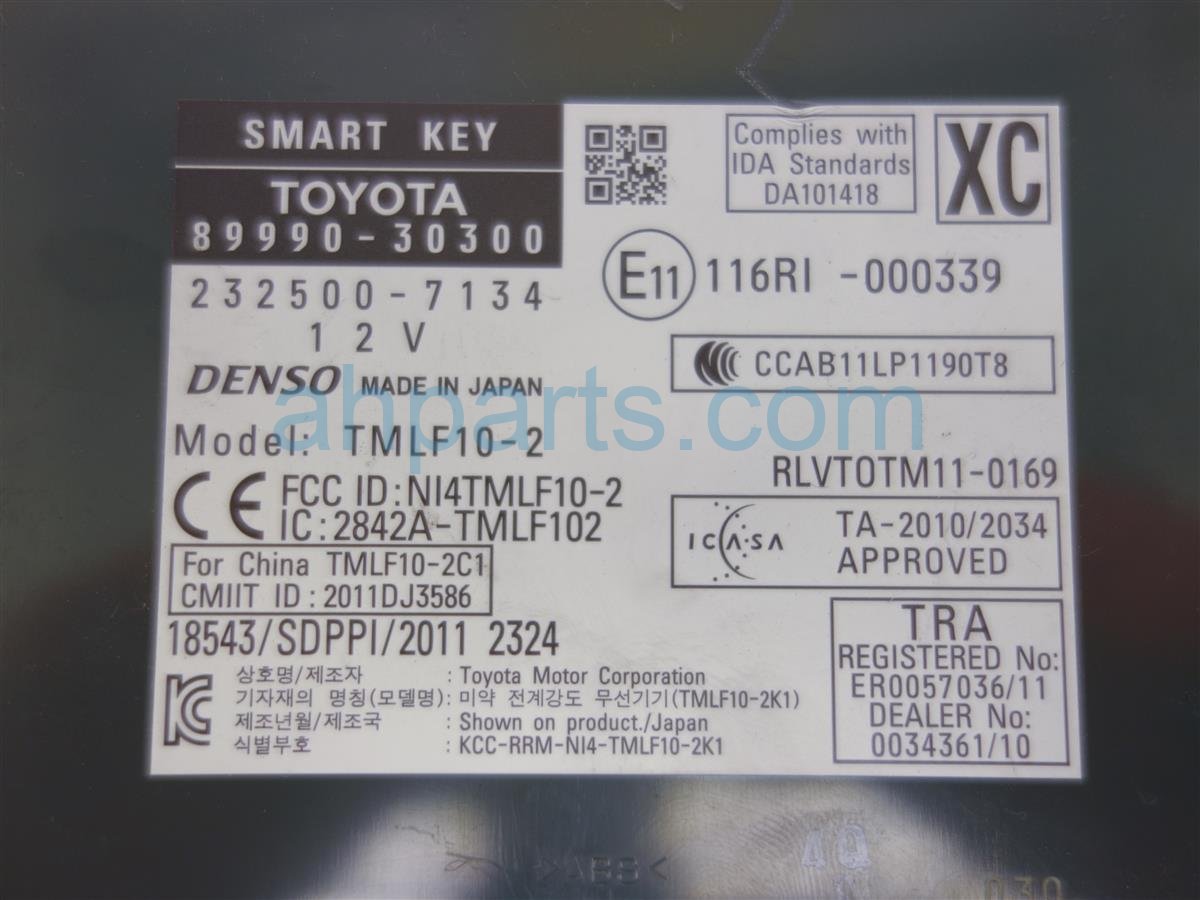 SMART KEY
TOYOTA
89990-30300
232500-7134
12V
DENSO MADE IN JAPAN
Model: TMLF10-2
CE FCC ID:NI4TMLF10-2
IC:2842A-TMLF102
For China TMLF10-2C1
CMIIT ID:2011DJ3586
18543/SDPPI/2011 2324
상호명/제조자 : Toyota Motor Corporation
기자재의 명칭(모델명): 미약 전계강도 무선기기(TMLF10-2K1)
제조년월/제조국 : Shown on product./Japan
식별부호 : KCC-RRM-NI4-TMLF10-2K1
Complies with
IDA Standards
DA101418
XC
E11 116RI -000339
CCAB11LP1190T8
RLVTOTM11-0169
ICASA TA-2010/2034
APPROVED
TRA
REGISTERED No:
ER0057036/11
DEALER No:
0034361/10
ahparts.com
>ABS<
40